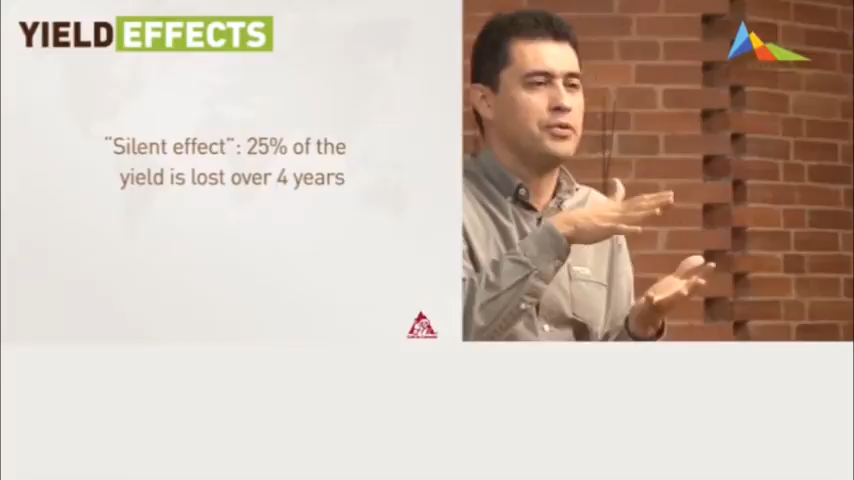 YIELD EFFECTS
“Silent effect”: 25% of the
yield is lost over 4 years